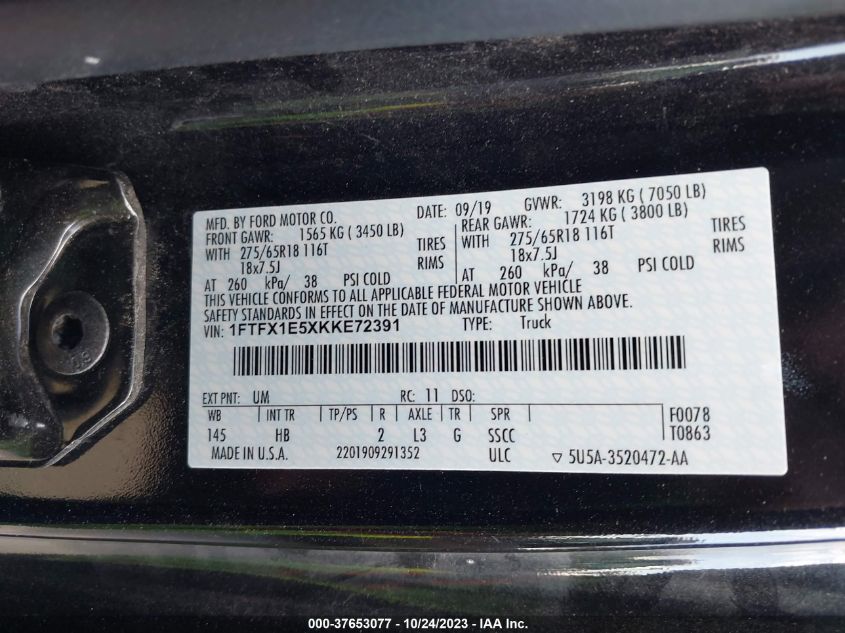 MFD. BY FORD MOTOR CO. DATE: 09/19 GVWR: 3198 KG ( 7050 LB)
FRONT GAWR: 1565 KG ( 3450 LB) REAR GAWR: 1724 KG ( 3800 LB)
WITH 275/65R18 116T TIRES WITH 275/65R18 116T TIRES
18x7.5J RIMS 18x7.5J RIMS
AT 260 kPa/ 38 PSI COLD AT 260 kPa/ 38 PSI COLD
THIS VEHICLE CONFORMS TO ALL APPLICABLE FEDERAL MOTOR VEHICLE
SAFETY STANDARDS IN EFFECT ON THE DATE OF MANUFACTURE SHOWN ABOVE.
VIN: 1FTFX1E5XKKE72391 TYPE: Truck
EXT PNT: UM RC: 11 DSO:
WB INT TR TP/PS R AXLE TR SPR F0078
145 HB 2 L3 G SSCC T0863
MADE IN U.S.A. 2201909291352 ULC ▽ 5U5A-3520472-AA
000-37653077 - 10/24/2023 - IAA